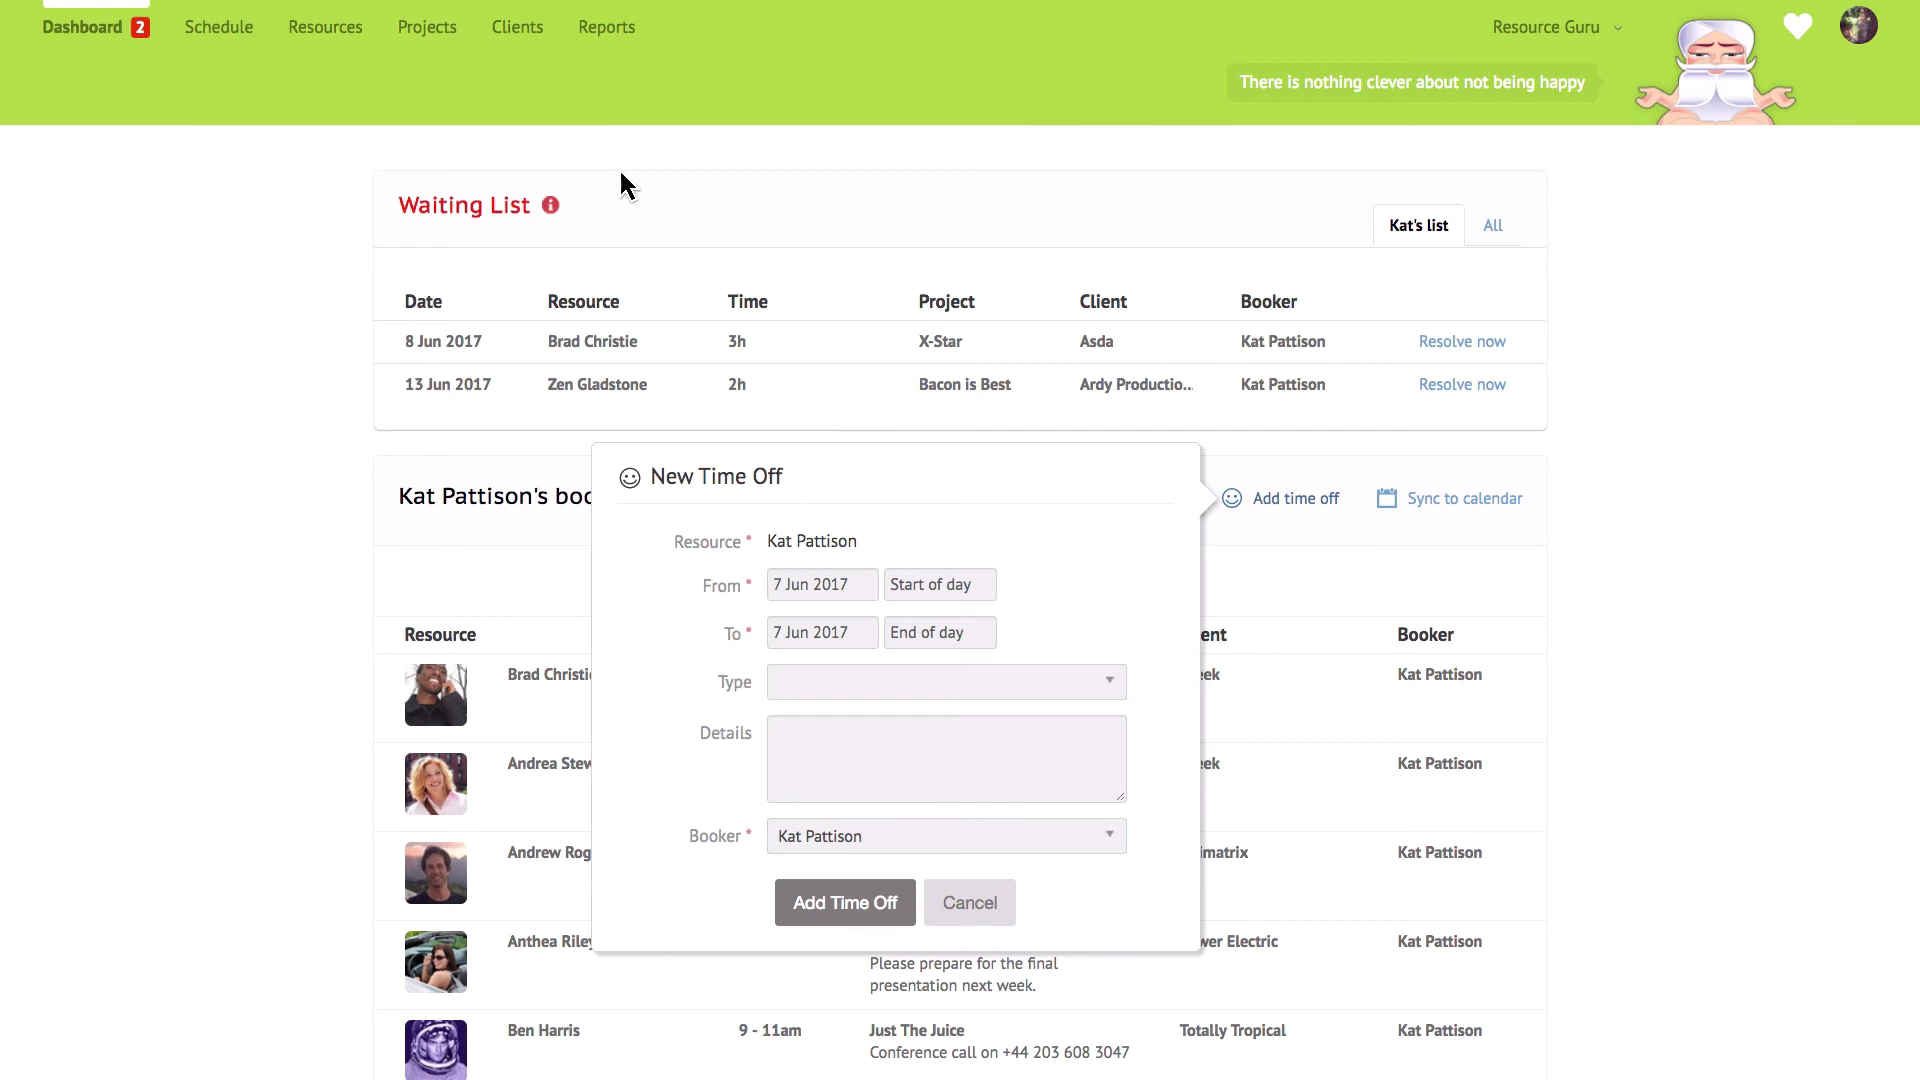 Dashboard 2 Schedule Resources Projects Clients Reports Resource Guru
There is nothing clever about not being happy
Waiting List
Kat's list All
Date Resource Time Project Client Booker
8 Jun 2017 Brad Christie 3h X-Star Asda Kat Pattison Resolve now
13 Jun 2017 Zen Gladstone 2h Bacon is Best Ardy Productio.. Kat Pattison Resolve now
Kat Pattison's boo
Add time off Sync to calendar
New Time Off
Resource * Kat Pattison
From * 7 Jun 2017 Start of day
To * 7 Jun 2017 End of day
Type
Details
Booker * Kat Pattison
Add Time Off Cancel
Resource ent Booker
Brad Christie eek Kat Pattison
Andrea Stew eek Kat Pattison
Andrew Rog imatrix Kat Pattison
Anthea Riley wer Electric Kat Pattison
Please prepare for the final
presentation next week.
Ben Harris 9 - 11am Just The Juice Totally Tropical Kat Pattison
Conference call on +44 203 608 3047